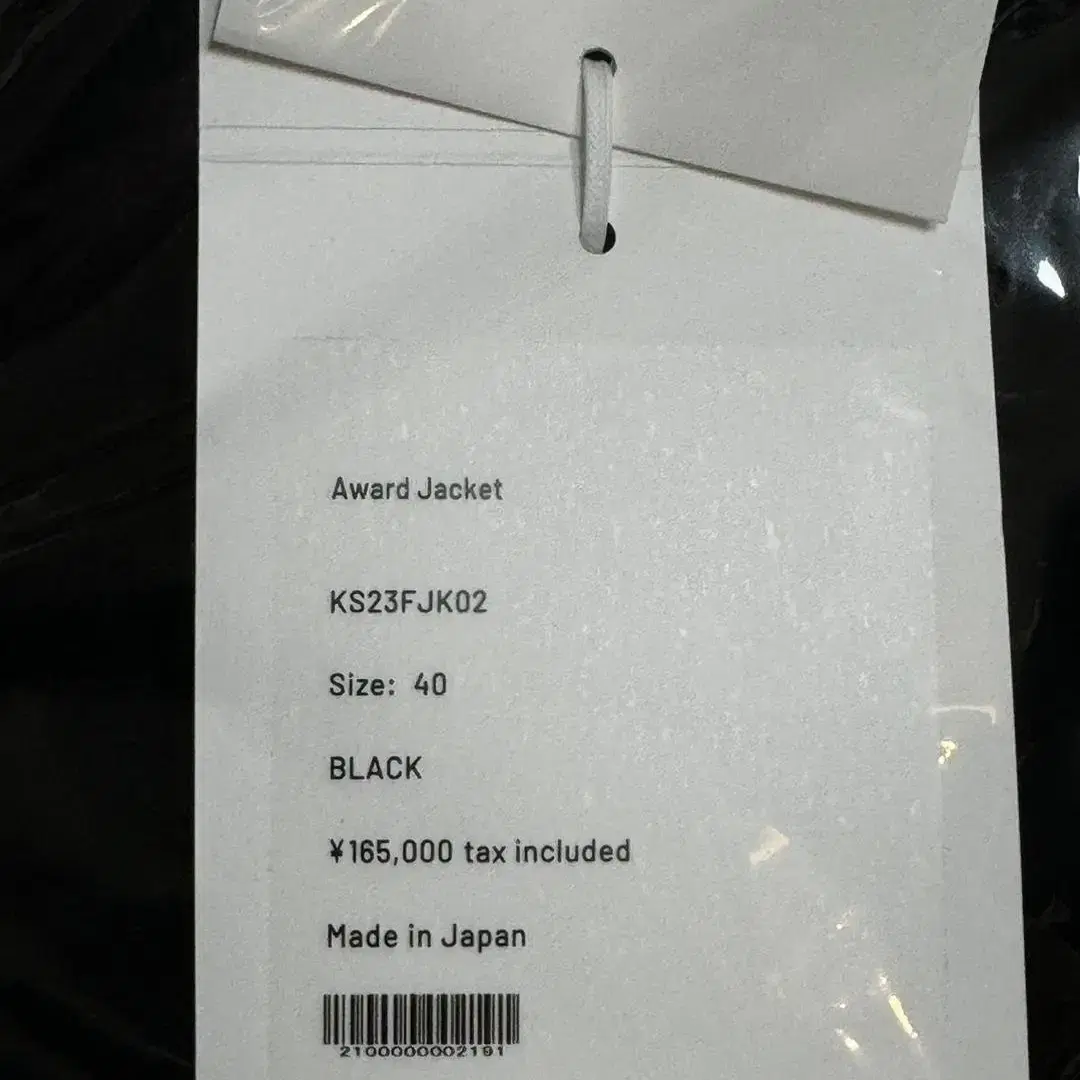 Award Jacket
KS23FJK02
Size: 40
BLACK
¥165,000 tax included
Made in Japan
2100000002191